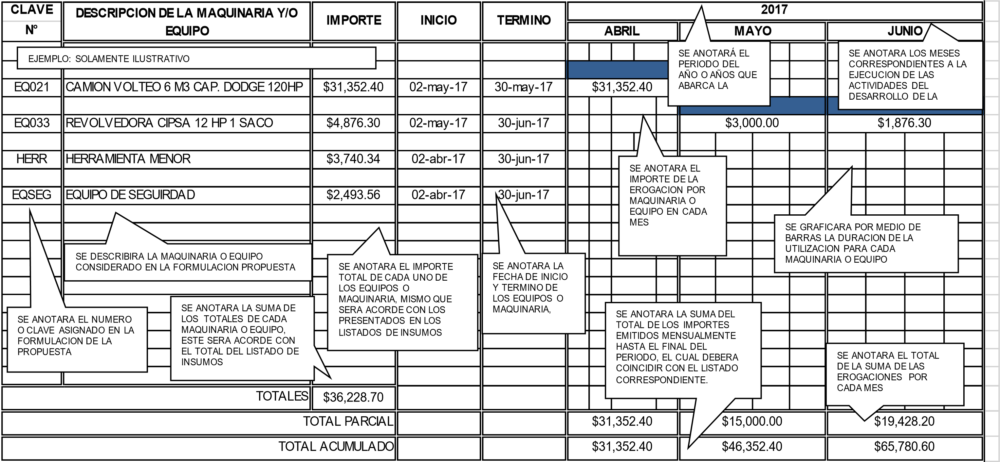 CLAVE
N°
DESCRIPCION DE LA MAQUINARIA Y/O
EQUIPO
IMPORTE
INICIO
TERMINO
2017
ABRIL
MAYO
JUNIO
EJEMPLO: SOLAMENTE ILUSTRATIVO
SE ANOTARÁ EL
PERIODO DEL
AÑO O AÑOS QUE
ABARCA LA
SE ANOTARA LOS MESES
CORRESPONDIENTES A LA
EJECUCION DE LAS
ACTIVIDADES DEL
DESARROLLO DE LA
EQ021 CAMION VOLTEO 6 M3 CAP. DODGE 120HP $31,352.40 02-may-17 30-may-17 $31,352.40
EQ033 REVOLVEDORA CIPSA 12 HP 1 SACO $4,876.30 02-may-17 30-jun-17 $3,000.00 $1,876.30
HERR HERRAMIENTA MENOR $3,740.34 02-abr-17 30-jun-17
EQSEG EQUIPO DE SEGUIRDAD $2,493.56 02-abr-17 30-jun-17
SE ANOTARA EL
IMPORTE DE LA
EROGACION POR
MAQUINARIA O
EQUIPO EN CADA
MES
SE GRAFICARA POR MEDIO DE
BARRAS LA DURACION DE LA
UTILIZACION PARA CADA
MAQUINARIA O EQUIPO
SE DESCRIBIRA LA MAQUINARIA O EQUIPO
CONSIDERADO EN LA FORMULACION PROPUESTA
SE ANOTARA EL IMPORTE
TOTAL DE CADA UNO DE
LOS EQUIPOS O
MAQUINARIA, MISMO QUE
SERA ACORDE CON LOS
PRESENTADOS EN LOS
LISTADOS DE INSUMOS
SE ANOTARA LA
FECHA DE INICIO
Y TERMINO DE
LOS EQUIPOS O
MAQUINARIA,
SE ANOTARA EL NUMERO
O CLAVE ASIGNADO EN LA
FORMULACION DE LA
PROPUESTA
SE ANOTARA LA SUMA DE
LOS TOTALES DE CADA
MAQUINARIA O EQUIPO,
ESTE SERA ACORDE CON
EL TOTAL DEL LISTADO DE
INSUMOS
SE ANOTARA LA SUMA DEL
TOTAL DE LOS IMPORTES
EMITIDOS MENSUALMENTE
HASTA EL FINAL DEL
PERIODO, EL CUAL DEBERA
COINCIDIR CON EL LISTADO
CORRESPONDIENTE.
SE ANOTARA EL TOTAL
DE LA SUMA DE LAS
EROGACIONES POR
CADA MES
TOTALES $36,228.70
TOTAL PARCIAL $31,352.40 $15,000.00 $19,428.20
TOTAL ACUMULADO $31,352.40 $46,352.40 $65,780.60